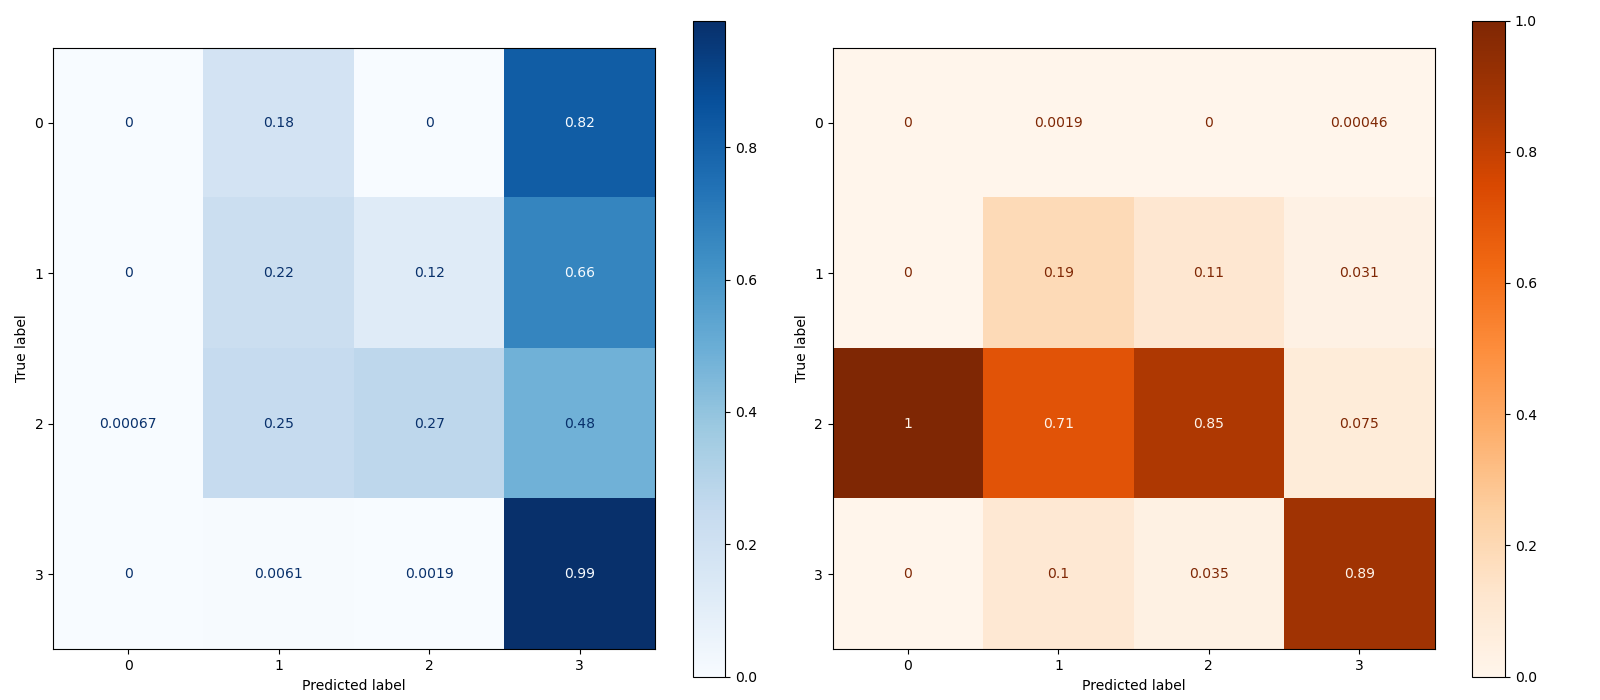 0 0 0.18 0 0.82
1 0 0.22 0.12 0.66
2 0.00067 0.25 0.27 0.48
3 0 0.0061 0.0019 0.99
0 1 2 3
True label
Predicted label
0.8
0.6
0.4
0.2
0.0
0 0 0.0019 0 0.00046
1 0 0.19 0.11 0.031
2 1 0.71 0.85 0.075
3 0 0.1 0.035 0.89
0 1 2 3
True label
Predicted label
1.0
0.8
0.6
0.4
0.2
0.0